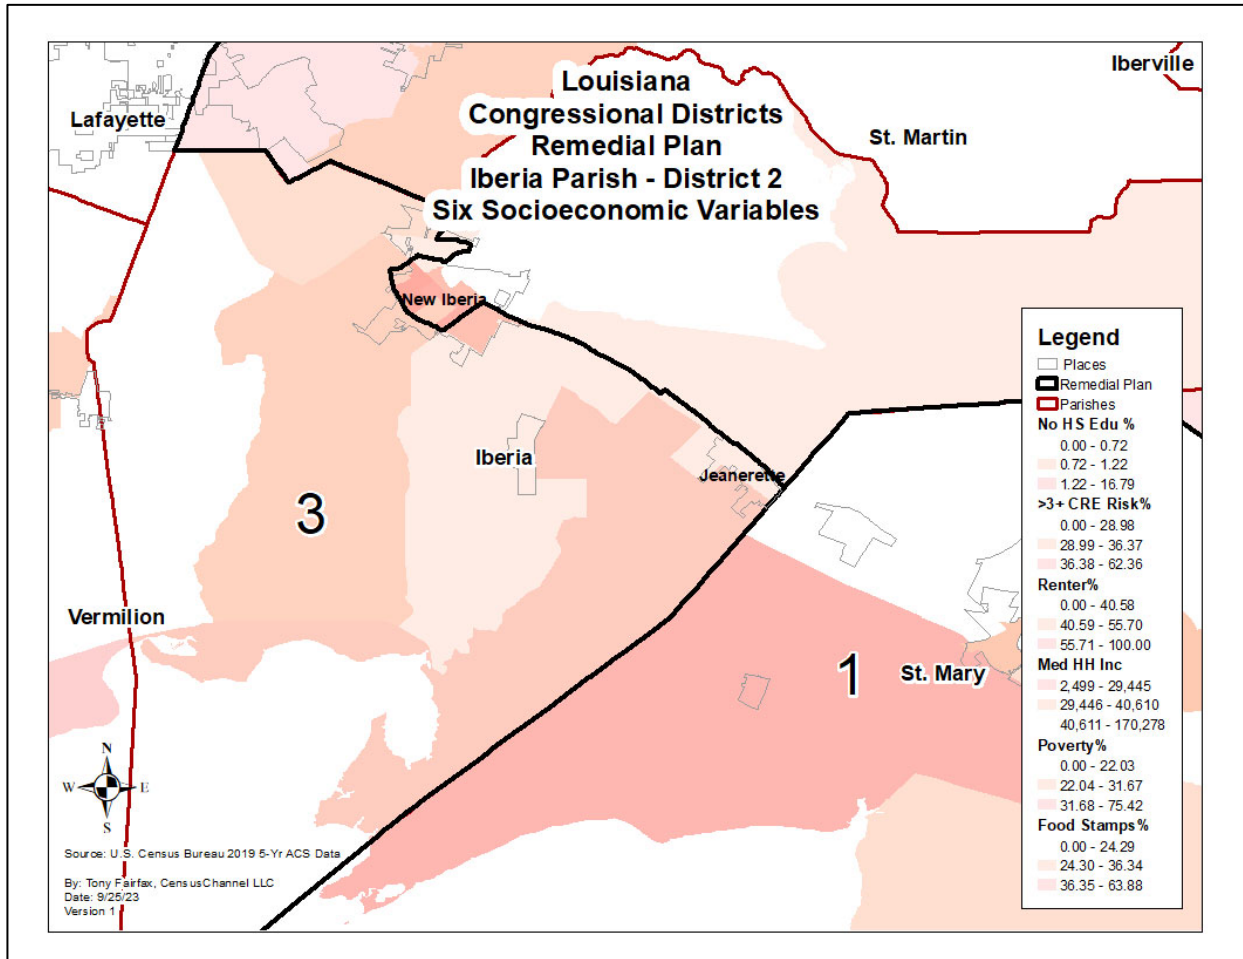 Louisiana
Congressional Districts
Remedial Plan
Iberia Parish - District 2
Six Socioeconomic Variables
Iberville
Lafayette
St. Martin
New Iberia
Iberia
Jeanerette
3
Vermilion
1
St. Mary
N
W
E
S
Source: U.S. Census Bureau 2019 5-Yr ACS Data
By: Tony Fairfax, CensusChannel LLC
Date: 9/25/23
Version 1
Legend
Places
Remedial Plan
Parishes
No HS Edu %
0.00 - 0.72
0.72 - 1.22
1.22 - 16.79
>3+ CRE Risk%
0.00 - 28.98
28.99 - 36.37
36.38 - 62.36
Renter%
0.00 - 40.58
40.59 - 55.70
55.71 - 100.00
Med HH Inc
2,499 - 29,445
29,446 - 40,610
40,611 - 170,278
Poverty%
0.00 - 22.03
22.04 - 31.67
31.68 - 75.42
Food Stamps%
0.00 - 24.29
24.30 - 36.34
36.35 - 63.88